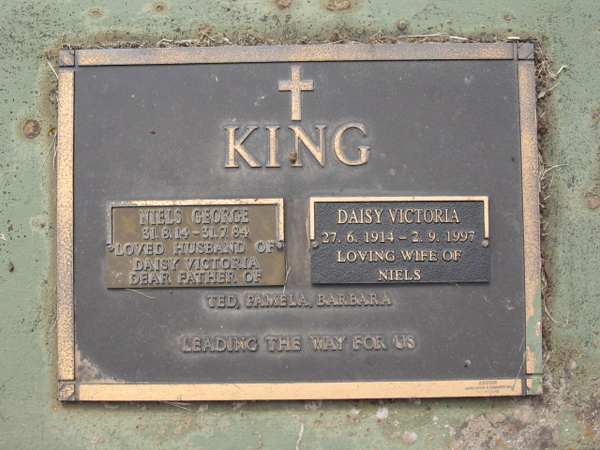 KING
NIELS GEORGE
31.8.14-31.7.84
LOVED HUSBAND OF
DAISY VICTORIA
DEAR FATHER OF
DAISY VICTORIA
27. 6. 1914 – 2. 9. 1997
LOVING WIFE OF
NIELS
TED, PAMELA, BARBARA
LEADING THE WAY FOR US